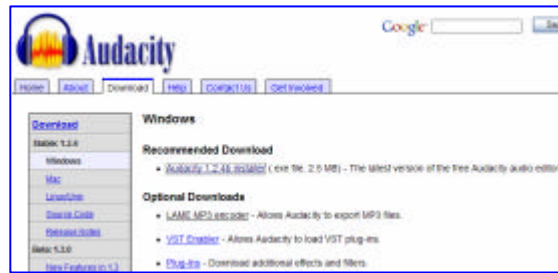 Google
Audacity
Home About Download Help Contact Us Get Involved
Download
Stable: 1.2.6
Windows
Mac
Linux/Unix
Source Code
Release Notes
Beta: 1.3.0
New Features in 1.3
Windows
Recommended Download
• Audacity 1.2.4b installer (.exe file, 2.5 MB) - The latest version of the free Audacity audio editor
Optional Downloads
• LAME MP3 encoder - Allows Audacity to export MP3 files.
• VST Enabler - Allows Audacity to load VST plug-ins.
• Plug-Ins - Download additional effects and filters.